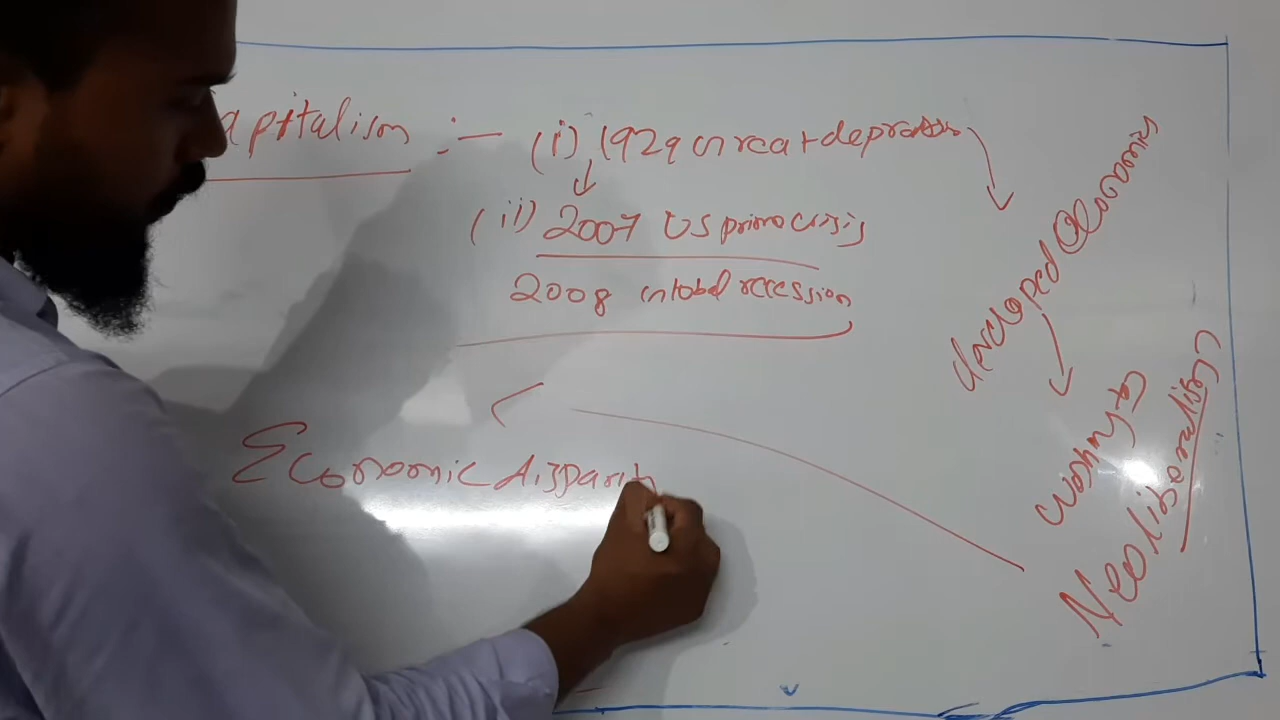 apitalism :- (i) 1929 Great depression
(ii) 2007 US prime crisis
2008 Global recession
developed economies
Economic disparity
Neoliberalism